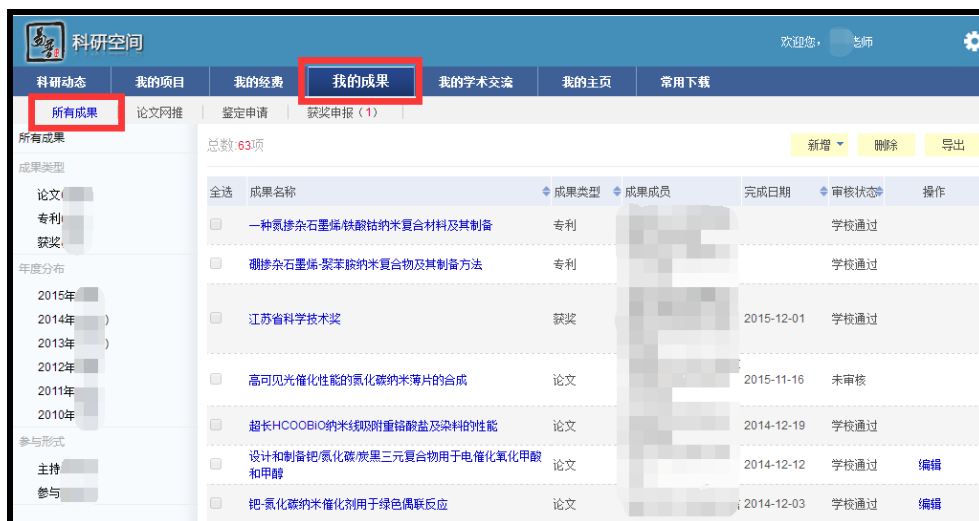 易普 科研空间 欢迎您， 老师
科研动态 我的项目 我的经费 我的成果 我的学术交流 我的主页 常用下载
所有成果 论文网推 鉴定申请 获奖申报（1）
所有成果
总数:63项 新增 删除 导出
成果类型
论文
专利
获奖
年度分布
2015年
2014年 )
2013年 )
2012年
2011年
2010年
参与形式
主持
参与
全选 成果名称 成果类型 成果成员 完成日期 审核状态 操作
一种氮掺杂石墨烯/铁酸钴纳米复合材料及其制备 专利 学校通过
硼掺杂石墨烯-聚苯胺纳米复合物及其制备方法 专利 学校通过
江苏省科学技术奖 获奖 2015-12-01 学校通过
高可见光催化性能的氮化碳纳米薄片的合成 论文 2015-11-16 未审核
超长HCOOBiO纳米线吸附重铬酸盐及染料的性能 论文 2014-12-19 学校通过
设计和制备钯/氮化碳/炭黑三元复合物用于电催化氧化甲酸
和甲醇 论文 2014-12-12 学校通过 编辑
钯-氮化碳纳米催化剂用于绿色偶联反应 论文 2014-12-03 学校通过 编辑